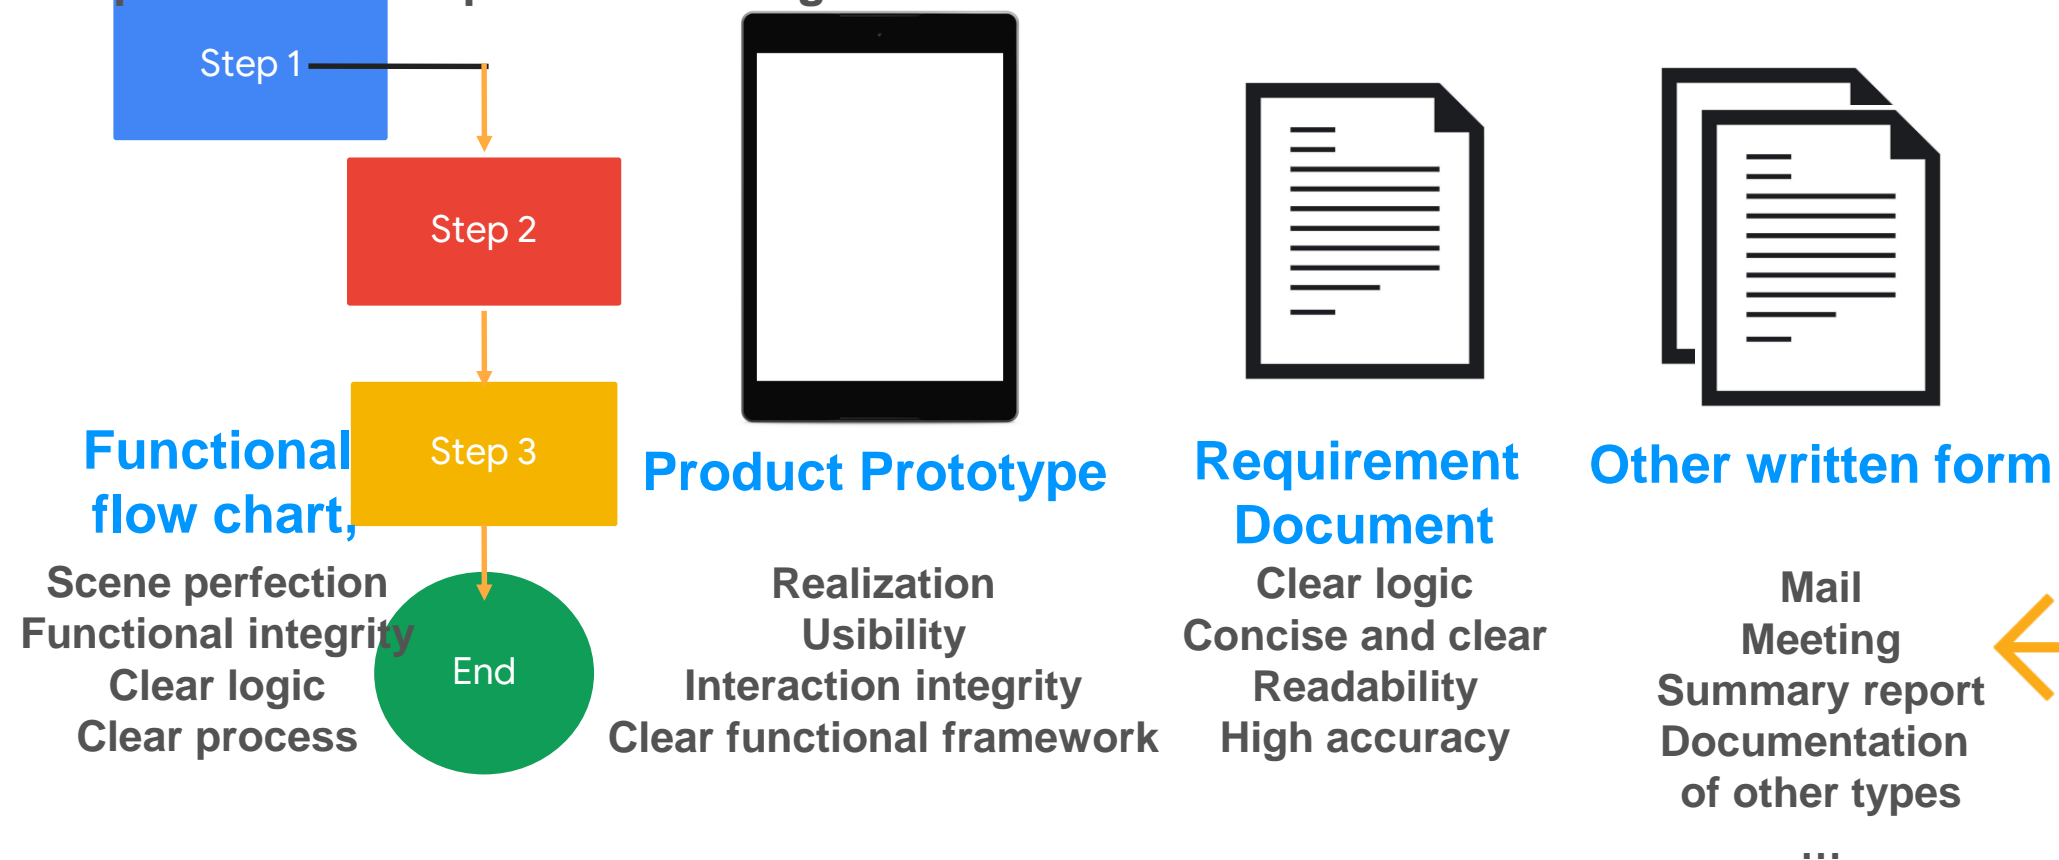 Step 1
Step 2
Step 3
End
Functional
flow chart,
Scene perfection
Functional integrity
Clear logic
Clear process
Product Prototype
Realization
Usibility
Interaction integrity
Clear functional framework
Requirement
Document
Clear logic
Concise and clear
Readability
High accuracy
Other written form
Mail
Meeting
Summary report
Documentation
of other types
...